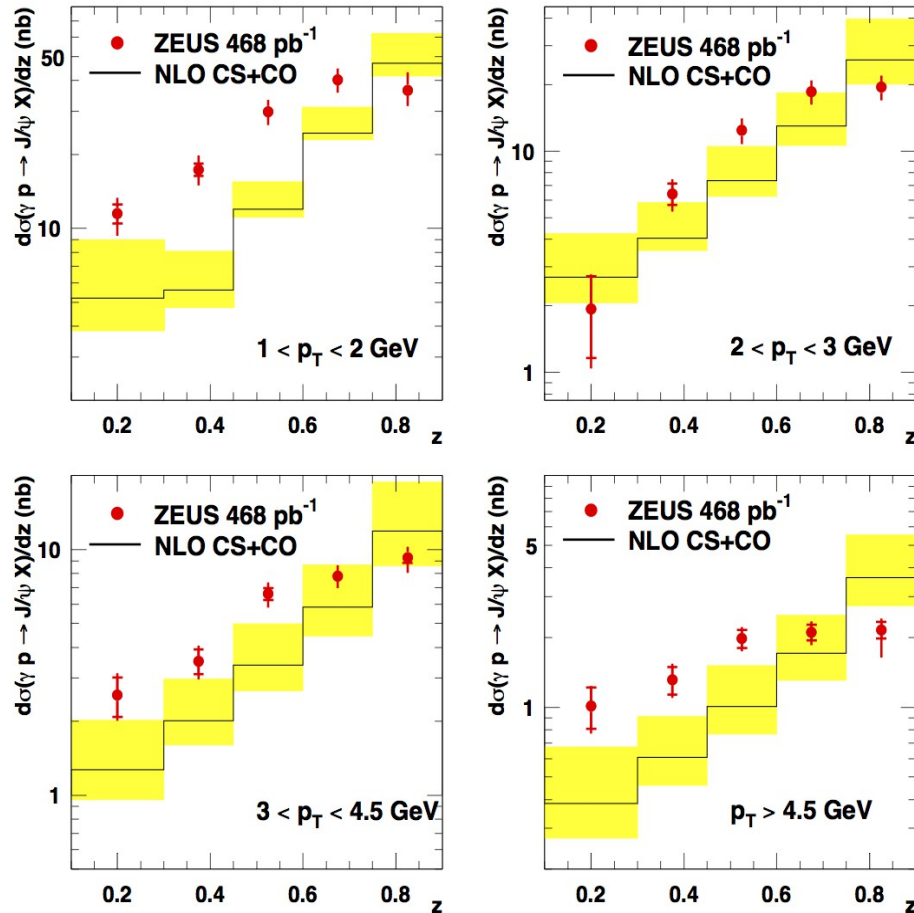 dσ(γ p → J/ψ X)/dz (nb)
50
10
ZEUS 468 pb⁻¹
NLO CS+CO
1 < p_T < 2 GeV
0.2 0.4 0.6 0.8
z
dσ(γ p → J/ψ X)/dz (nb)
10
1
ZEUS 468 pb⁻¹
NLO CS+CO
2 < p_T < 3 GeV
0.2 0.4 0.6 0.8
z
dσ(γ p → J/ψ X)/dz (nb)
10
1
ZEUS 468 pb⁻¹
NLO CS+CO
3 < p_T < 4.5 GeV
0.2 0.4 0.6 0.8
z
dσ(γ p → J/ψ X)/dz (nb)
5
1
ZEUS 468 pb⁻¹
NLO CS+CO
p_T > 4.5 GeV
0.2 0.4 0.6 0.8
z